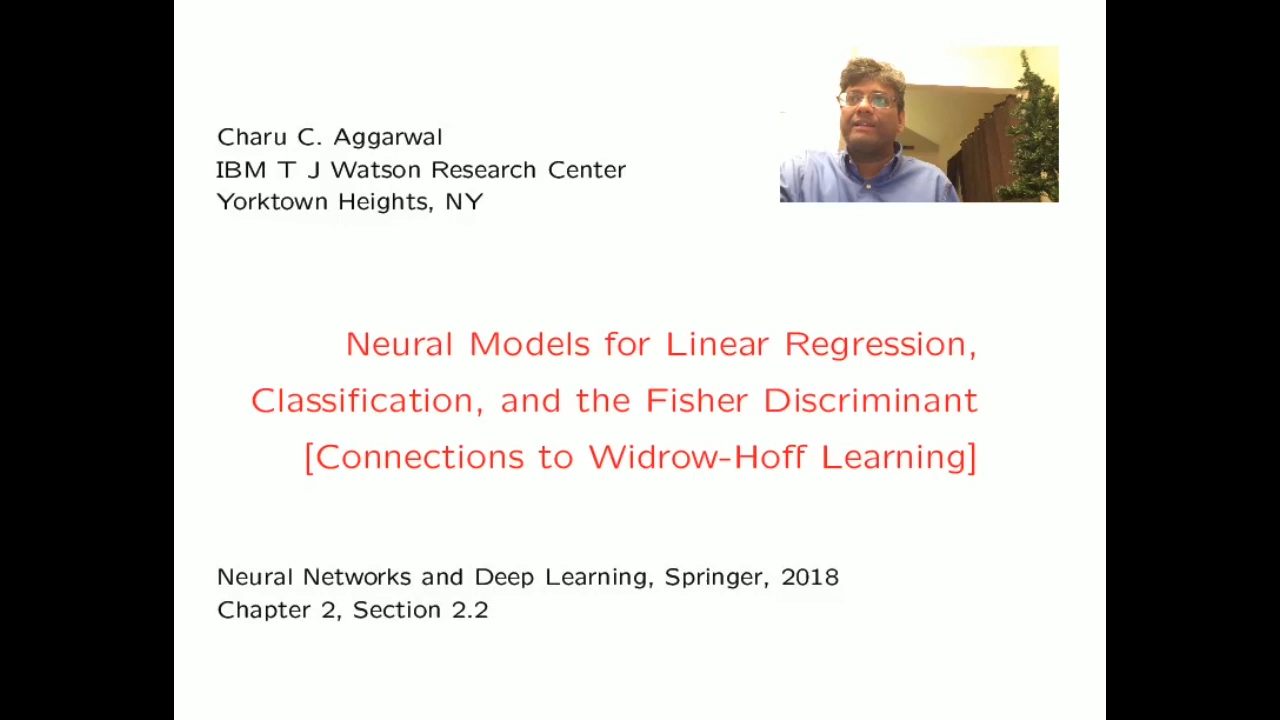 Charu C. Aggarwal
IBM T J Watson Research Center
Yorktown Heights, NY
Neural Models for Linear Regression,
Classification, and the Fisher Discriminant
[Connections to Widrow-Hoff Learning]
Neural Networks and Deep Learning, Springer, 2018
Chapter 2, Section 2.2